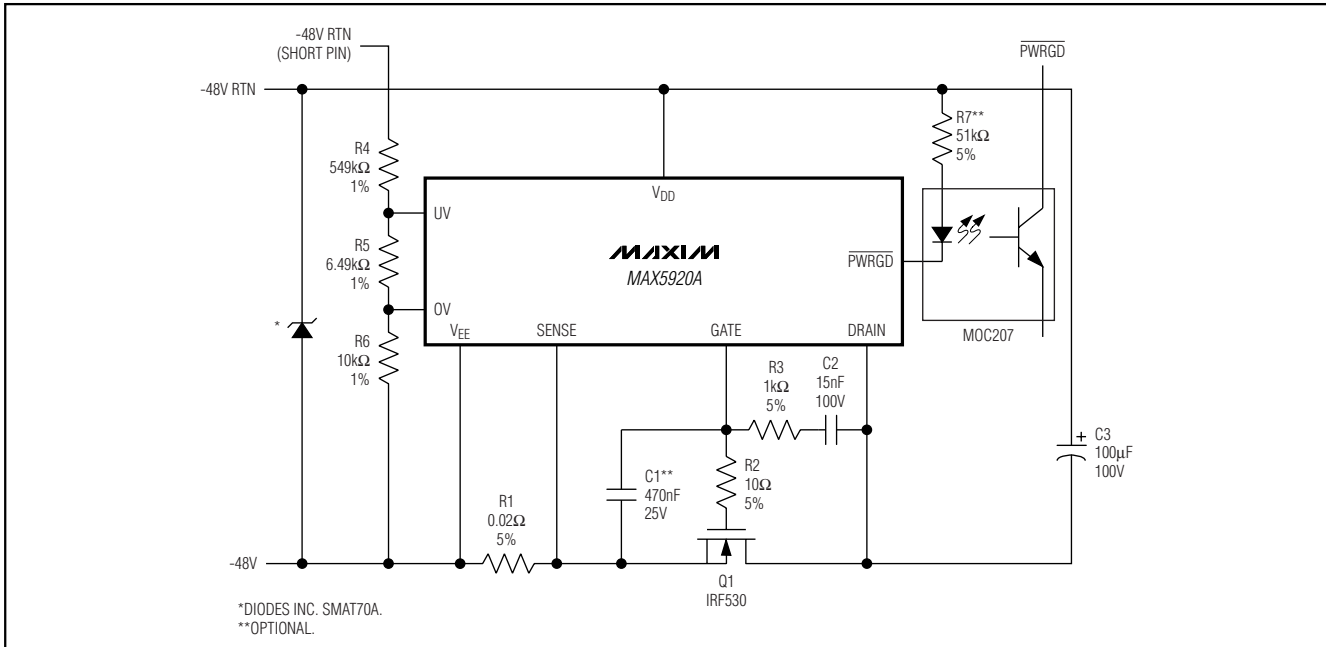 -48V RTN
(SHORT PIN)
PWRGD
-48V RTN
R4
549kΩ
1%
R7**
51kΩ
5%
VDD
UV
MAXIM
MAX5920A
R5
6.49kΩ
1%
PWRGD
OV
*
VEE
SENSE
GATE
DRAIN
MOC207
R6
10kΩ
1%
R3
1kΩ
5%
C2
15nF
100V
C3
100µF
100V
+
C1**
470nF
25V
R2
10Ω
5%
R1
0.02Ω
5%
-48V
Q1
IRF530
*DIODES INC. SMAT70A.
**OPTIONAL.